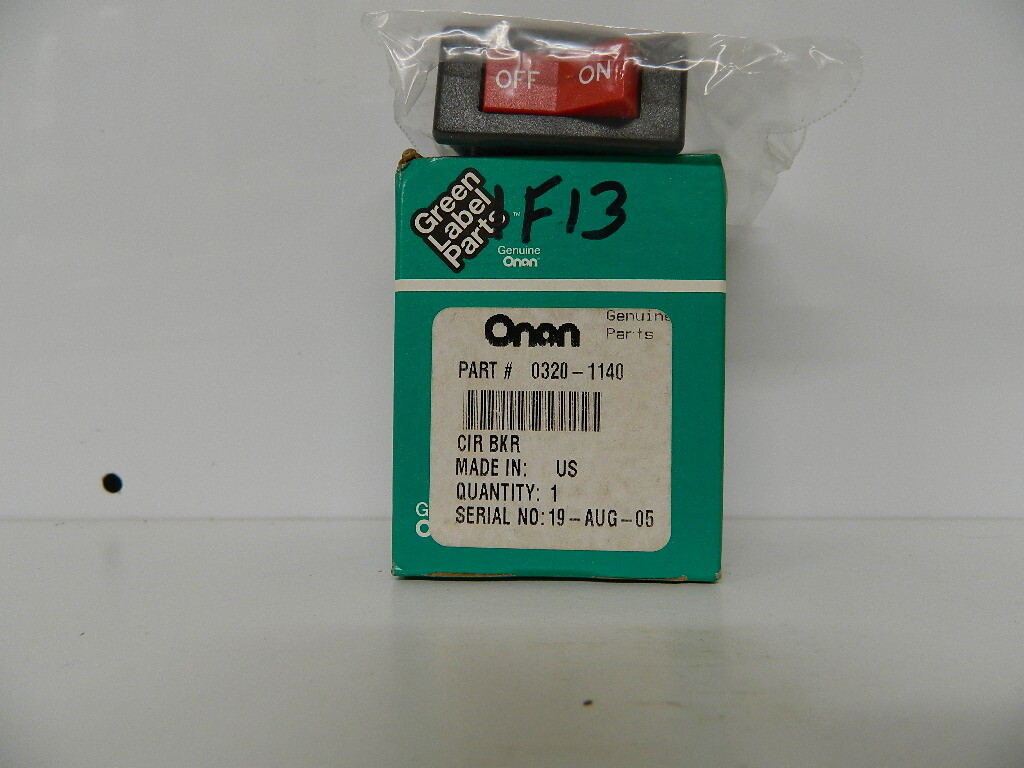 OFF ON
Green
Label
Parts
™
F13
Genuine
Onan
Onan
Genuine
Parts
PART # 0320-1140
CIR BKR
MADE IN: US
QUANTITY: 1
SERIAL NO: 19-AUG-05
G
O